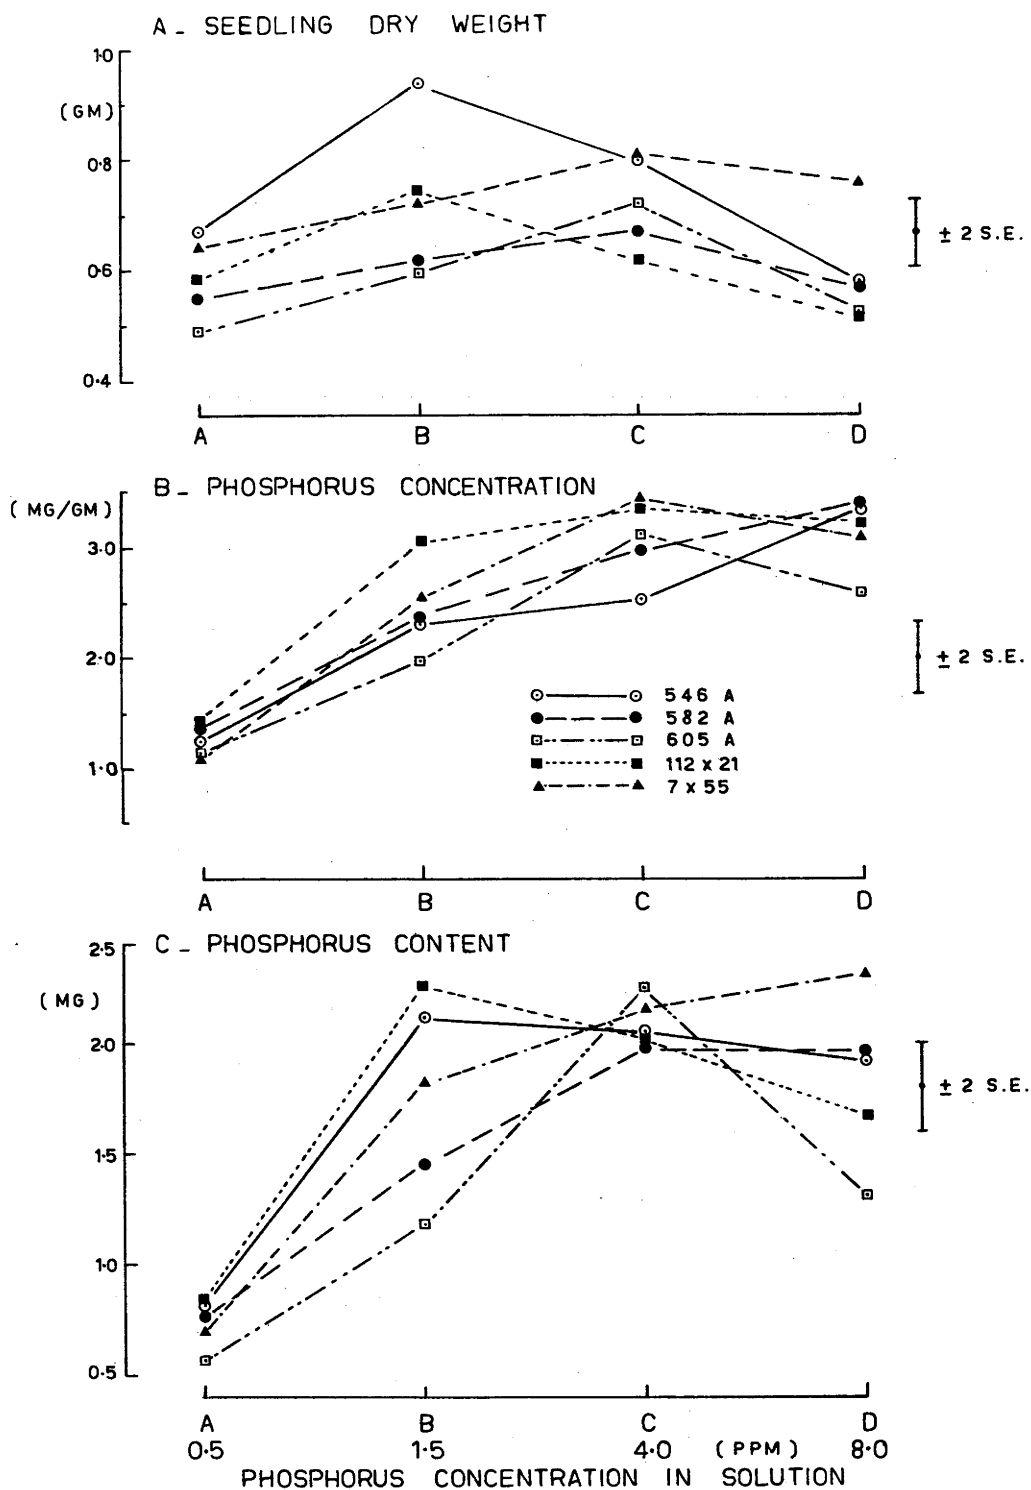 A - SEEDLING DRY WEIGHT
1·0
(GM)
0·8
0·6
0·4
± 2 S.E.
A B C D
B - PHOSPHORUS CONCENTRATION
(MG/GM)
3·0
2·0
1·0
± 2 S.E.
546 A
582 A
605 A
112 x 21
7 x 55
A B C D
C - PHOSPHORUS CONTENT
2·5
(MG)
2·0
1·5
1·0
0·5
± 2 S.E.
A B C D
0·5 1·5 4·0 (PPM) 8·0
PHOSPHORUS CONCENTRATION IN SOLUTION